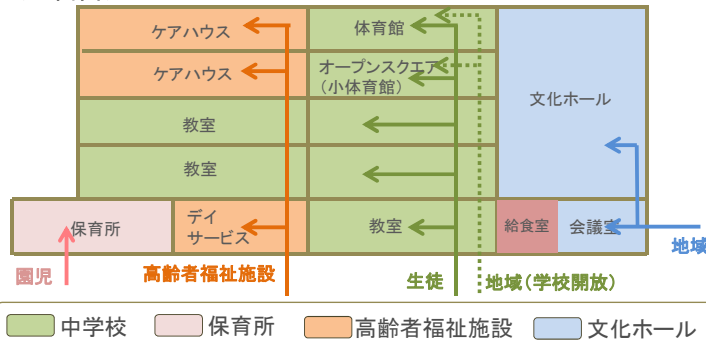 ケアハウス
体育館
ケアハウス
オープンスクエア
(小体育館)
文化ホール
教室
教室
保育所
デイ
サービス
教室
給食室
会議室
地域
園児
高齢者福祉施設
生徒
地域(学校開放)
中学校
保育所
高齢者福祉施設
文化ホール